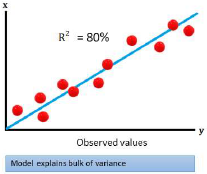 x
R² = 80%
y
Observed values
Model explains bulk of variance